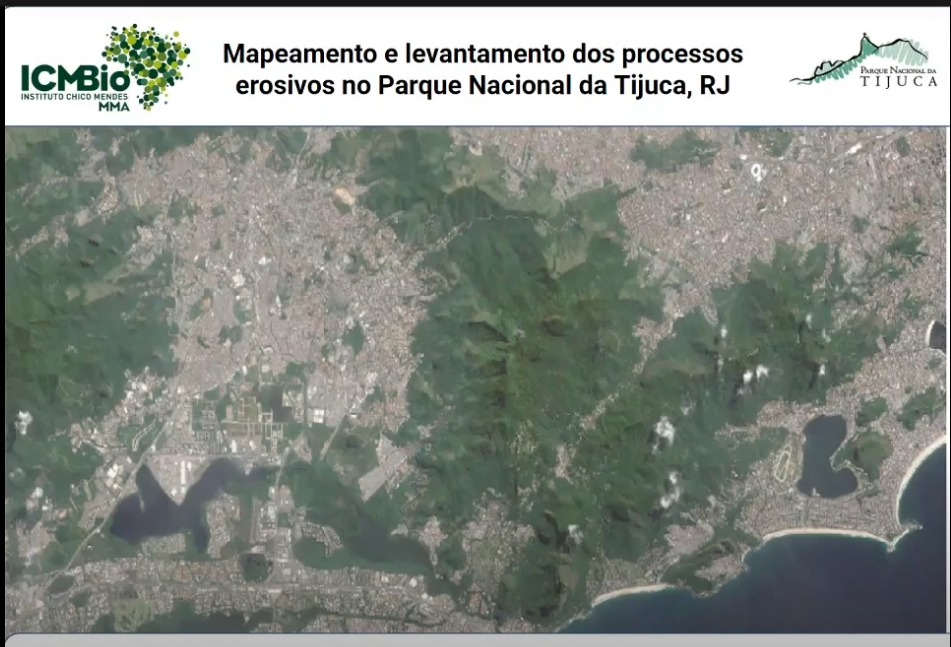 ICMBio
INSTITUTO CHICO MENDES
MMA
Mapeamento e levantamento dos processos
erosivos no Parque Nacional da Tijuca, RJ
PARQUE NACIONAL DA
TIJUCA